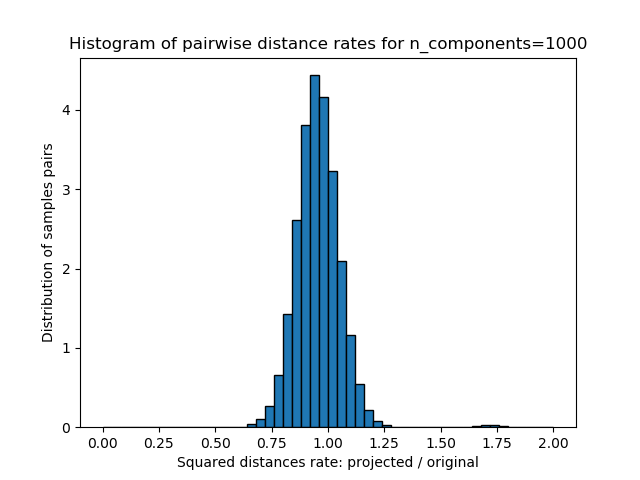 Histogram of pairwise distance rates for n_components=1000
Distribution of samples pairs
4
3
2
1
0
0.00 0.25 0.50 0.75 1.00 1.25 1.50 1.75 2.00
Squared distances rate: projected / original